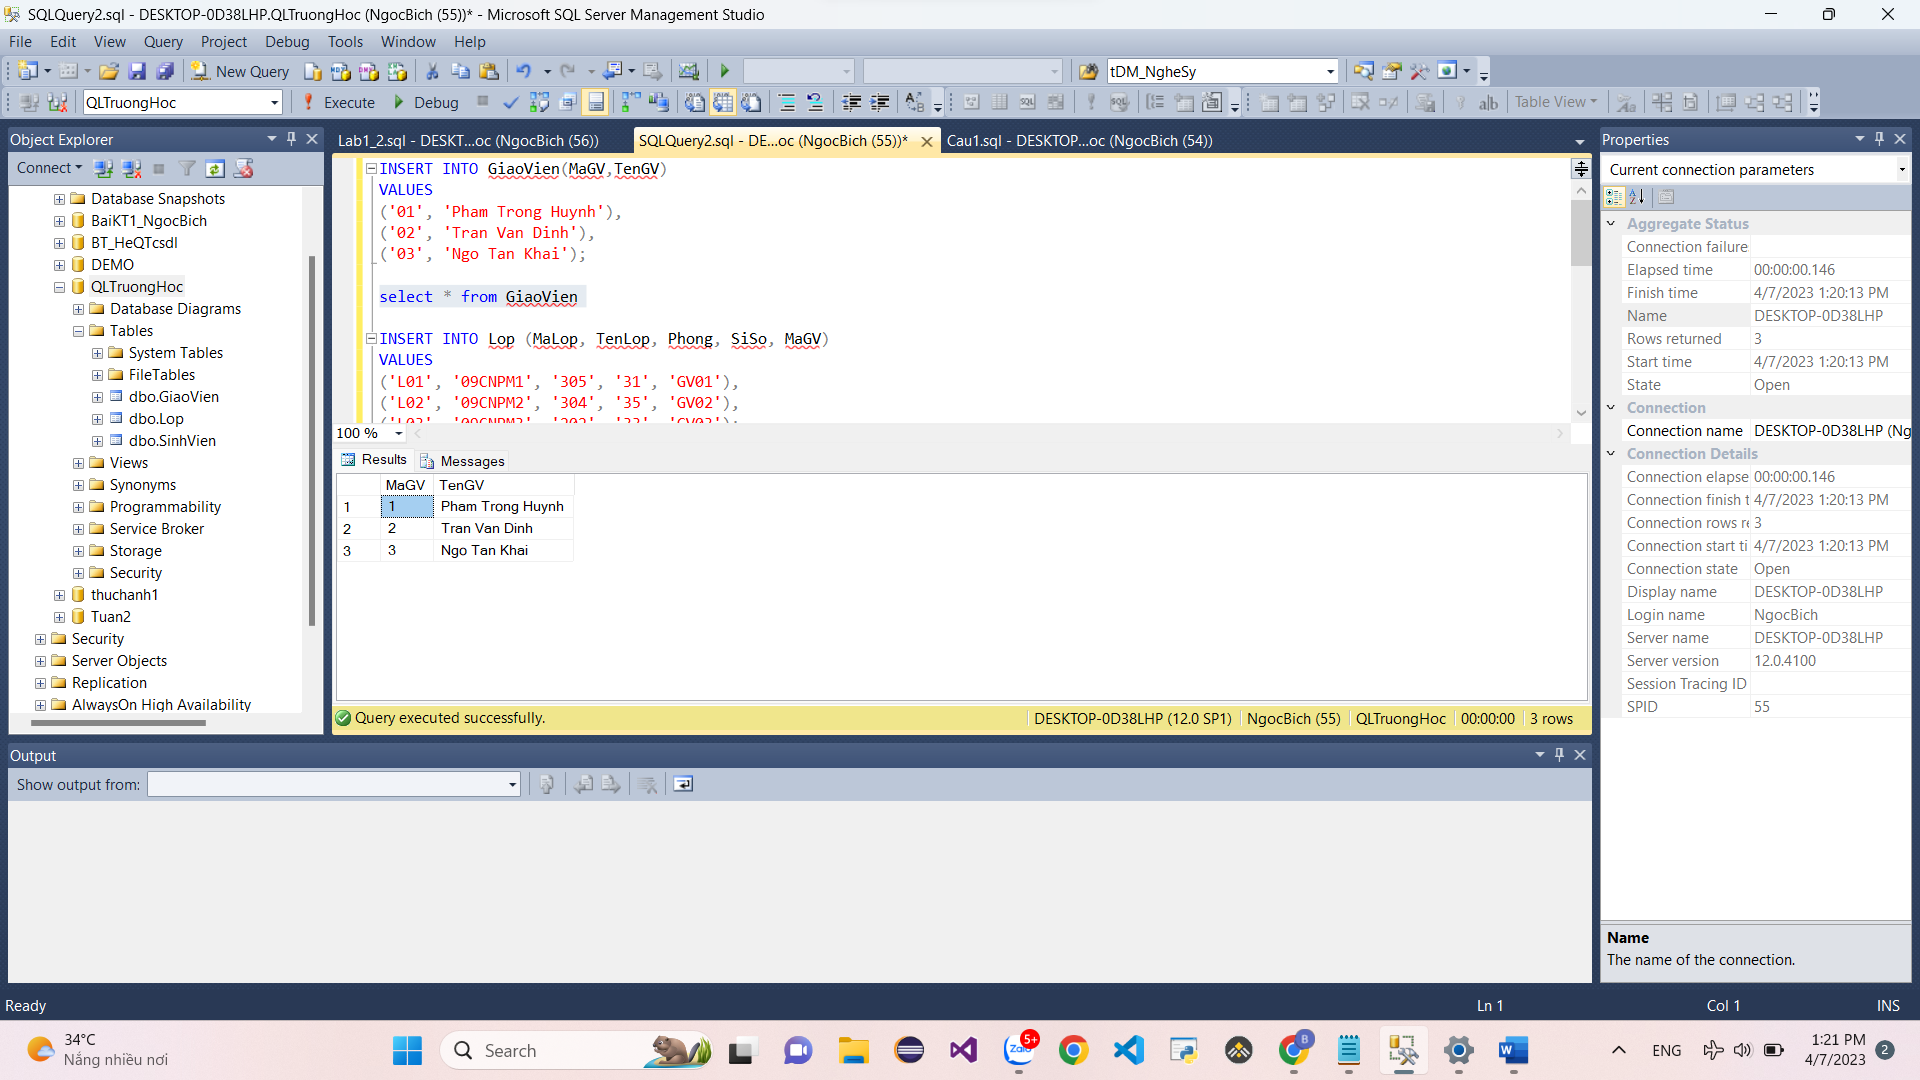 SQLQuery2.sql - DESKTOP-0D38LHP.QLTruongHoc (NgocBich (55))* - Microsoft SQL Server Management Studio
File Edit View Query Project Debug Tools Window Help
New Query
tDM_NgheSy
QLTruongHoc
Execute
Debug
Table View
Object Explorer
Connect
Database Snapshots
BaiKT1_NgocBich
BT_HeQTcsdl
DEMO
QLTruongHoc
Database Diagrams
Tables
System Tables
FileTables
dbo.GiaoVien
dbo.Lop
dbo.SinhVien
Views
Synonyms
Programmability
Service Broker
Storage
Security
thuchanh1
Tuan2
Security
Server Objects
Replication
AlwaysOn High Availability
Lab1_2.sql - DESKT...oc (NgocBich (56))
SQLQuery2.sql - DE...oc (NgocBich (55))*
Cau1.sql - DESKTOP...oc (NgocBich (54))
INSERT INTO GiaoVien(MaGV,TenGV)
VALUES
('01', 'Pham Trong Huynh'),
('02', 'Tran Van Dinh'),
('03', 'Ngo Tan Khai');
select * from GiaoVien
INSERT INTO Lop (MaLop, TenLop, Phong, SiSo, MaGV)
VALUES
('L01', '09CNPM1', '305', '31', 'GV01'),
('L02', '09CNPM2', '304', '35', 'GV02'),
100 %
Results
Messages
MaGV TenGV
1 1 Pham Trong Huynh
2 2 Tran Van Dinh
3 3 Ngo Tan Khai
Query executed successfully.
DESKTOP-0D38LHP (12.0 SP1)
NgocBich (55)
QLTruongHoc
00:00:00
3 rows
Output
Show output from:
Properties
Current connection parameters
Aggregate Status
Connection failure
Elapsed time 00:00:00.146
Finish time 4/7/2023 1:20:13 PM
Name DESKTOP-0D38LHP
Rows returned 3
Start time 4/7/2023 1:20:13 PM
State Open
Connection
Connection name DESKTOP-0D38LHP (Ng
Connection Details
Connection elapse 00:00:00.146
Connection finish t 4/7/2023 1:20:13 PM
Connection rows re 3
Connection start ti 4/7/2023 1:20:13 PM
Connection state Open
Display name DESKTOP-0D38LHP
Login name NgocBich
Server name DESKTOP-0D38LHP
Server version 12.0.4100
Session Tracing ID
SPID 55
Name
The name of the connection.
Ready
Ln 1
Col 1
INS
34°C
Nắng nhiều nơi
Search
Zalo
5+
B
ENG
1:21 PM
4/7/2023
2